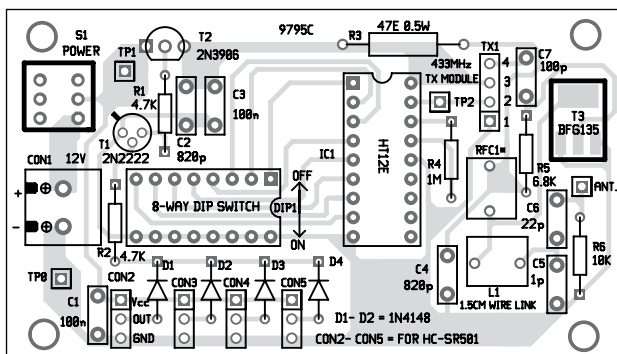 S1
POWER
T2
2N3906
9795C
R3
47E 0.5W
TX1
433MHz
TX MODULE
4
3
2
1
C7
100p
TP1
R1
4.7K
C3
100n
C2
820p
T1
2N2222
TP2
T3
BFG135
IC1
HT12E
R4
1M
RFC1*
R5
6.8K
CON1
12V
+
-
OFF
8-WAY DIP SWITCH
DIP1
ON
ANT.
C6
22p
R2
4.7K
R6
10K
TP0
CON2
D1
D2
D3
D4
C4
820p
L1
1.5CM WIRE LINK
C5
1p
C1
100n
Vcc
OUT
GND
CON3
CON4
CON5
D1- D2 = 1N4148
CON2- CON5 = FOR HC-SR501